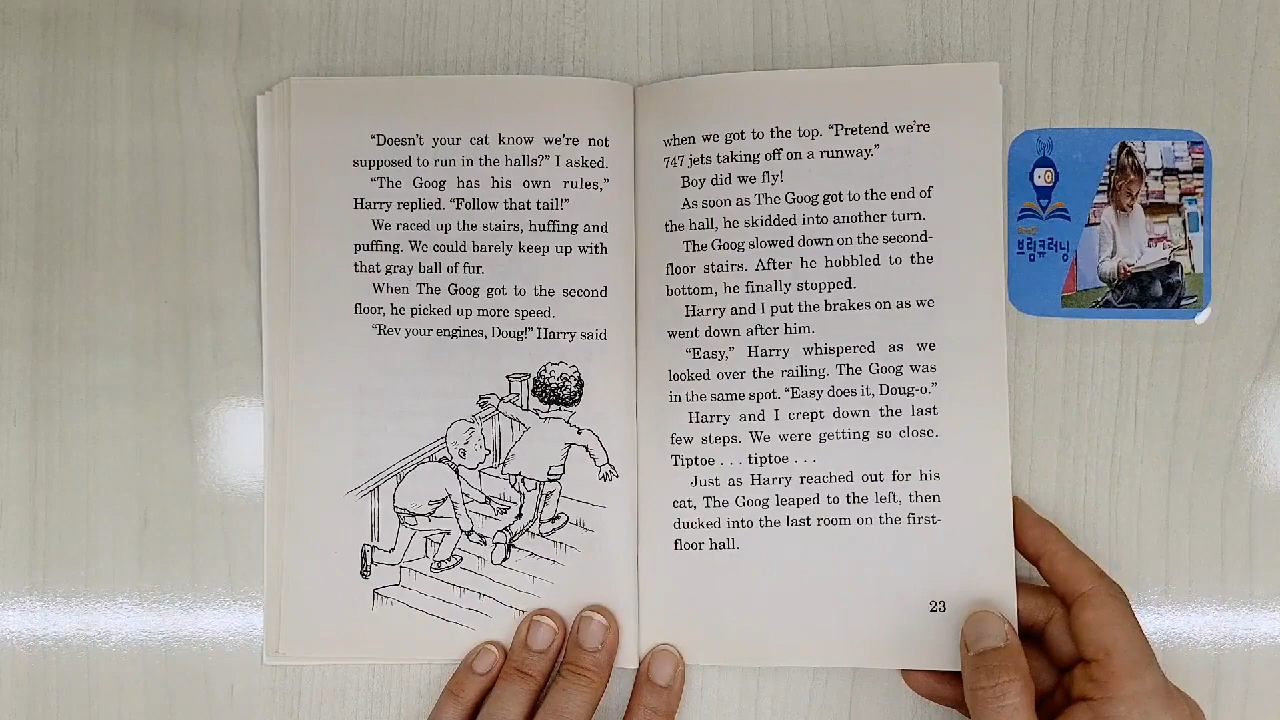 “Doesn’t your cat know we’re not
supposed to run in the halls?” I asked.
“The Goog has his own rules,”
Harry replied. “Follow that tail!”
We raced up the stairs, huffing and
puffing. We could barely keep up with
that gray ball of fur.
When The Goog got to the second
floor, he picked up more speed.
“Rev your engines, Doug!” Harry said
when we got to the top. “Pretend we’re
747 jets taking off on a runway.”
Boy did we fly!
As soon as The Goog got to the end of
the hall, he skidded into another turn.
The Goog slowed down on the second-
floor stairs. After he hobbled to the
bottom, he finally stopped.
Harry and I put the brakes on as we
went down after him.
“Easy,” Harry whispered as we
looked over the railing. The Goog was
in the same spot. “Easy does it, Doug-o.”
Harry and I crept down the last
few steps. We were getting so close.
Tiptoe . . . tiptoe . . .
Just as Harry reached out for his
cat, The Goog leaped to the left, then
ducked into the last room on the first-
floor hall.
23
브림큐러닝